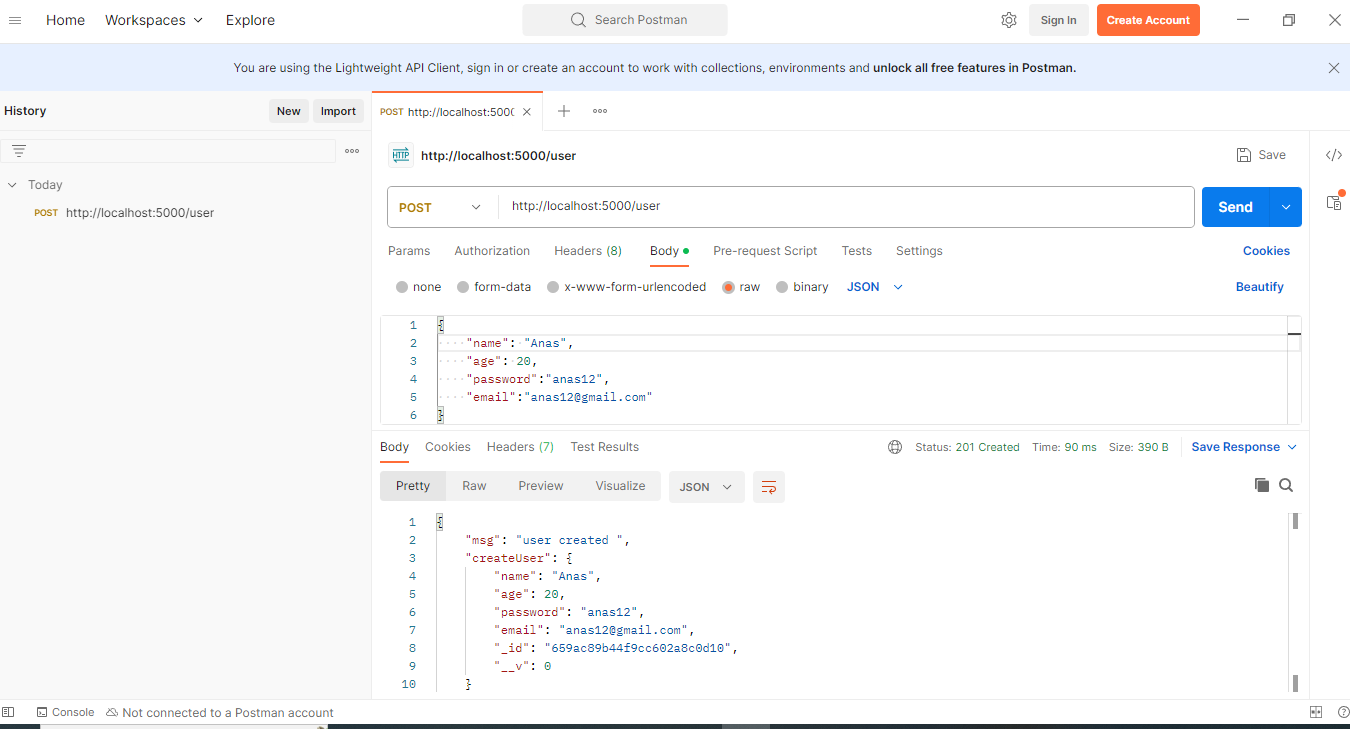 Home Workspaces Explore Search Postman Sign In Create Account
You are using the Lightweight API Client, sign in or create an account to work with collections, environments and unlock all free features in Postman.
History New Import
Today
POST http://localhost:5000/user
POST http://localhost:500
HTTP http://localhost:5000/user Save
POST http://localhost:5000/user Send
Params Authorization Headers (8) Body Pre-request Script Tests Settings Cookies
none form-data x-www-form-urlencoded raw binary JSON Beautify
1 {
2 "name": "Anas",
3 "age": 20,
4 "password":"anas12",
5 "email":"anas12@gmail.com"
6 }
Body Cookies Headers (7) Test Results Status: 201 Created Time: 90 ms Size: 390 B Save Response
Pretty Raw Preview Visualize JSON
1 {
2 "msg": "user created ",
3 "createUser": {
4 "name": "Anas",
5 "age": 20,
6 "password": "anas12",
7 "email": "anas12@gmail.com",
8 "_id": "659ac89b44f9cc602a8c0d10",
9 "__v": 0
10 }
Console Not connected to a Postman account